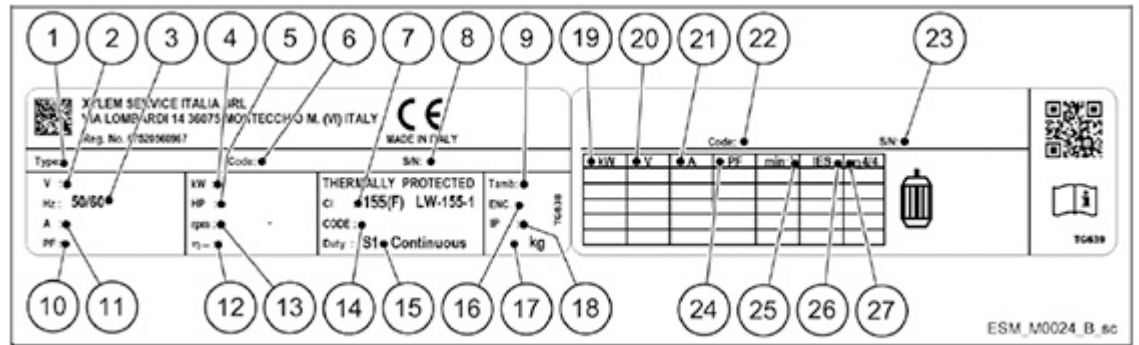 1 2 3 4 5 6 7 8 9 19 20 21 22 23
XYLEM SERVICE ITALIA SRL
VIA LOMBARDI 14 36075 MONTECCHIO M. (VI) ITALY
Reg. No. 07520560967
CE
MADE IN ITALY
Type: Code: S/N:
V :
Hz : 50/60
A :
PF :
kW :
HP :
rpm : -
η —
THERMALLY PROTECTED
Cl 155(F) LW-155-1
CODE :
Duty : S1 Continuous
Tamb:
ENC
IP :
kg
TG638
Code: S/N:
kW V A PF min IES η4/4
i
TG639
10 11 12 13 14 15 16 17 18 24 25 26 27
ESM_M0024_B_sc